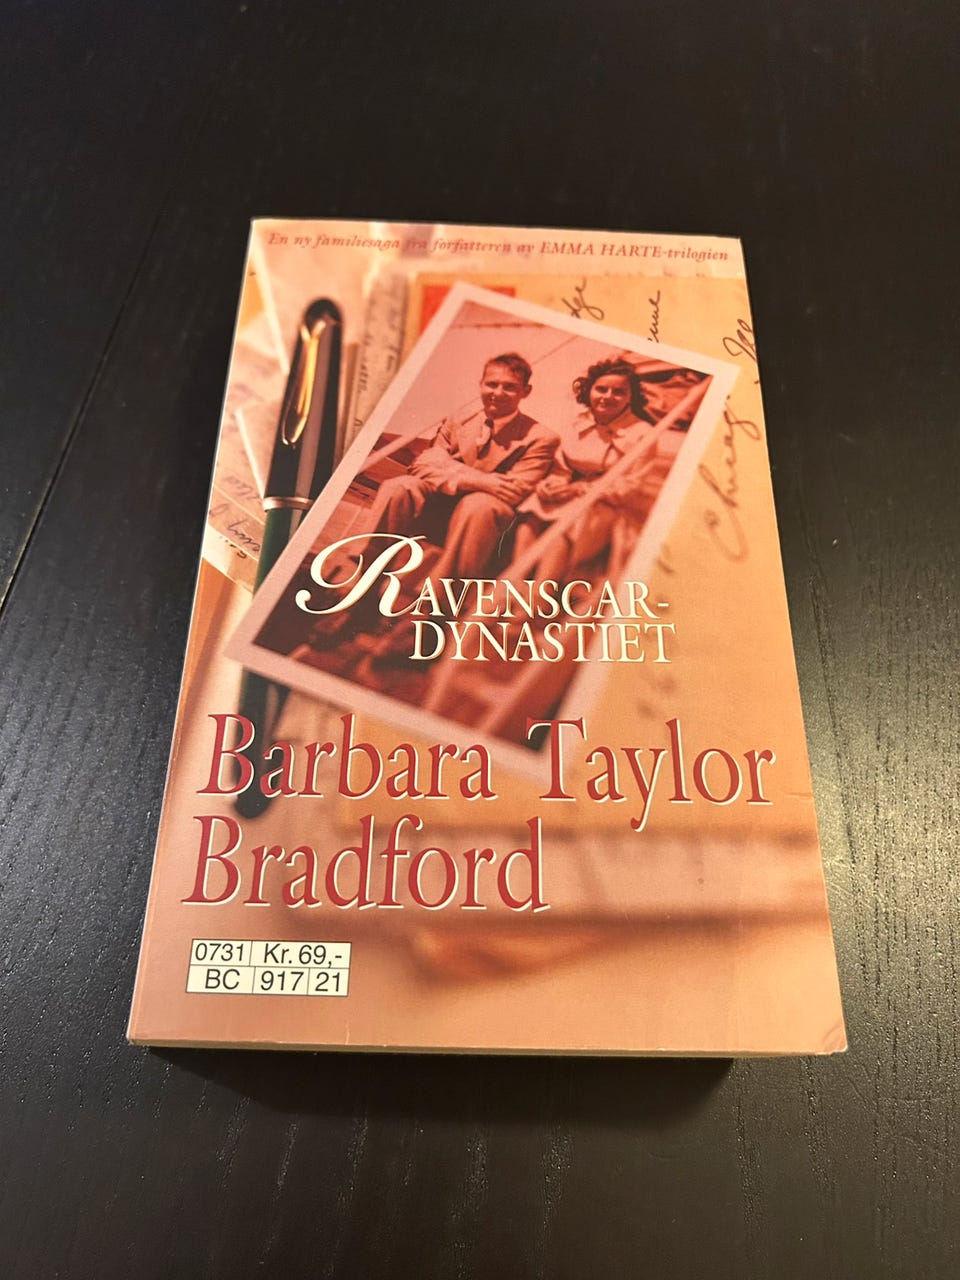 En ny familiesaga fra forfatteren av EMMA HARTE-trilogien
RAVENSCAR-
DYNASTIET
Barbara Taylor
Bradford
0731 Kr. 69,-
BC 917 21